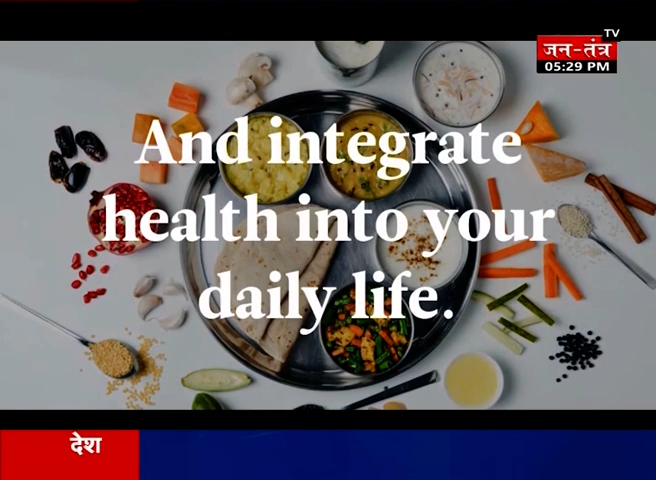 TV
जन-तंत्र
05:29 PM
And integrate
health into your
daily life.
देश